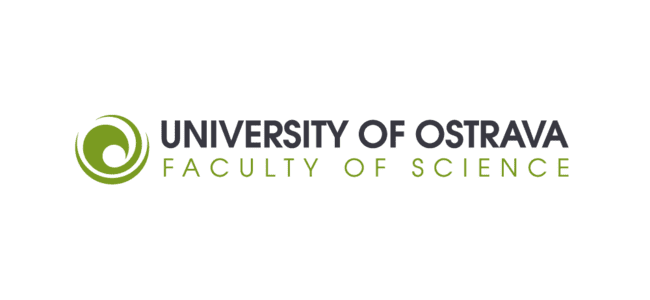 UNIVERSITY OF OSTRAVA
FACULTY OF SCIENCE